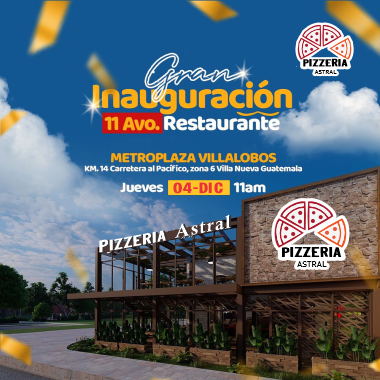 PIZZERIA
ASTRAL
Gran
Inauguración
11 Avo. Restaurante
METROPLAZA VILLALOBOS
KM. 14 Carretera al Pacífico, zona 6 Villa Nueva Guatemala
Jueves 04-DIC 11am
PIZZERIA Astral
PIZZERIA
ASTRAL